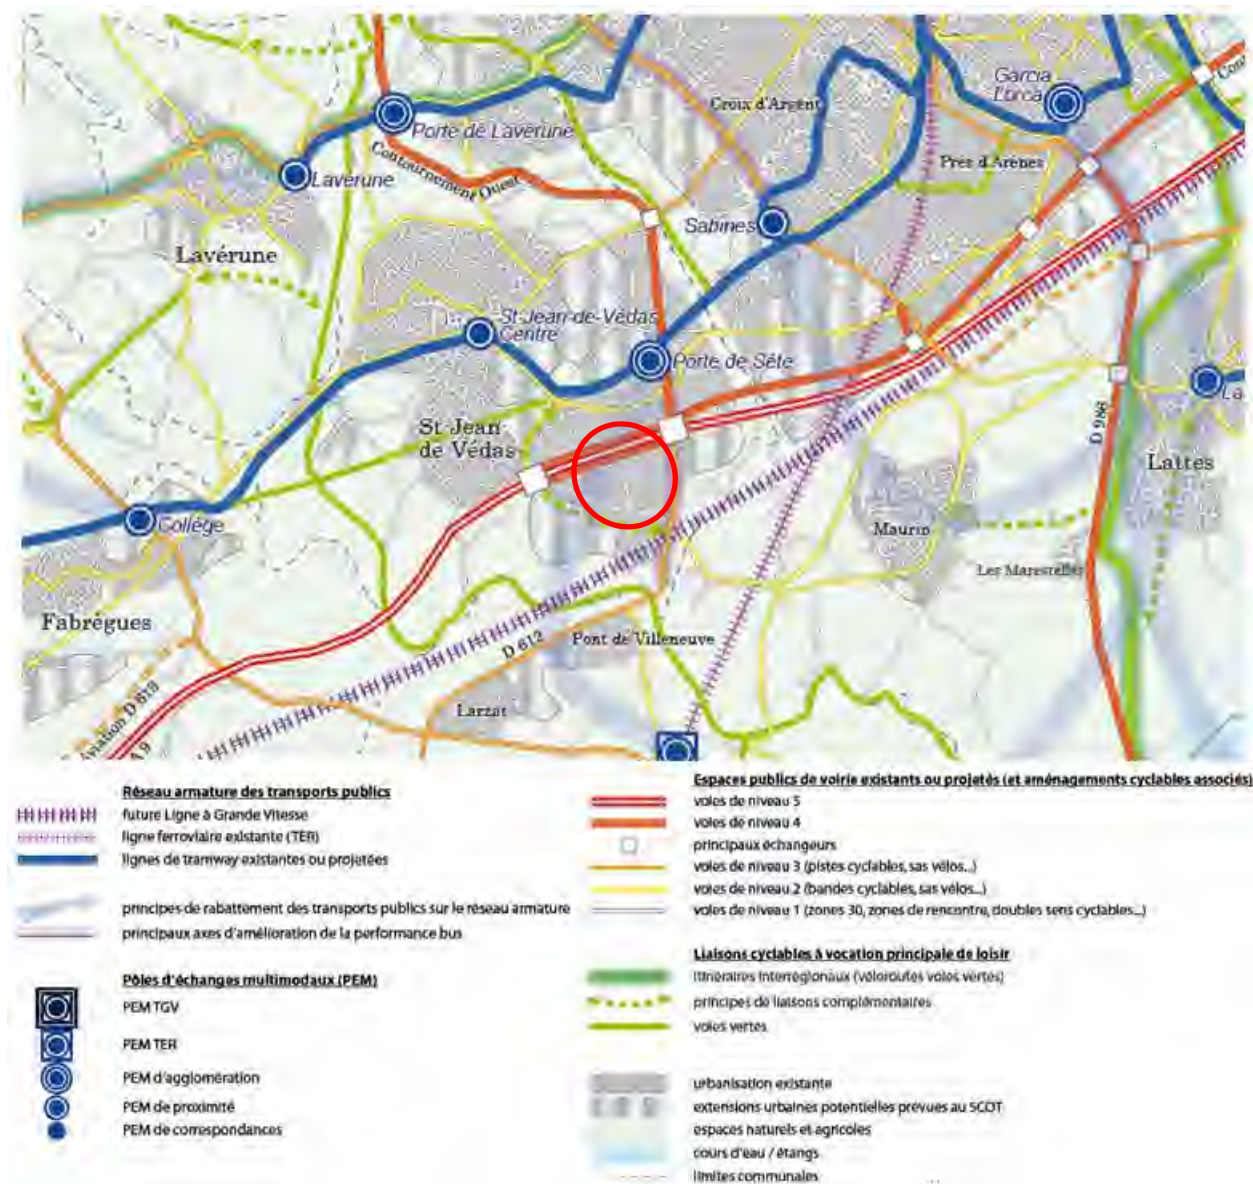 Garcia
Lorca
Croix d'Argent
Porte de Lavérune
Près d'Arènes
Contournement Ouest
Lavérune
Sabines
Lavérune
St-Jean-de-Védas
Centre
Porte de Sète
La
D 986
St Jean
de Védas
Lattes
Collège
Maurin
Les Marestelles
Fabrègues
D 612
Pont de Villeneuve
Larzat
D 613
A 9
Réseau armature des transports publics
future Ligne à Grande Vitesse
ligne ferroviaire existante (TER)
lignes de tramway existantes ou projetées
principes de rabattement des transports publics sur le réseau armature
principaux axes d'amélioration de la performance bus
Pôles d'échanges multimodaux (PEM)
PEM TGV
PEM TER
PEM d'agglomération
PEM de proximité
PEM de correspondances
Espaces publics de voirie existants ou projetés (et aménagements cyclables associés)
voies de niveau 5
voies de niveau 4
principaux échangeurs
voies de niveau 3 (pistes cyclables, sas vélos...)
voies de niveau 2 (bandes cyclables, sas vélos...)
voies de niveau 1 (zones 30, zones de rencontre, doubles sens cyclables...)
Liaisons cyclables à vocation principale de loisir
itinéraires interrégionaux (véloroutes voies vertes)
principes de liaisons complémentaires
voies vertes
urbanisation existante
extensions urbaines potentielles prévues au SCOT
espaces naturels et agricoles
cours d'eau / étangs
limites communales